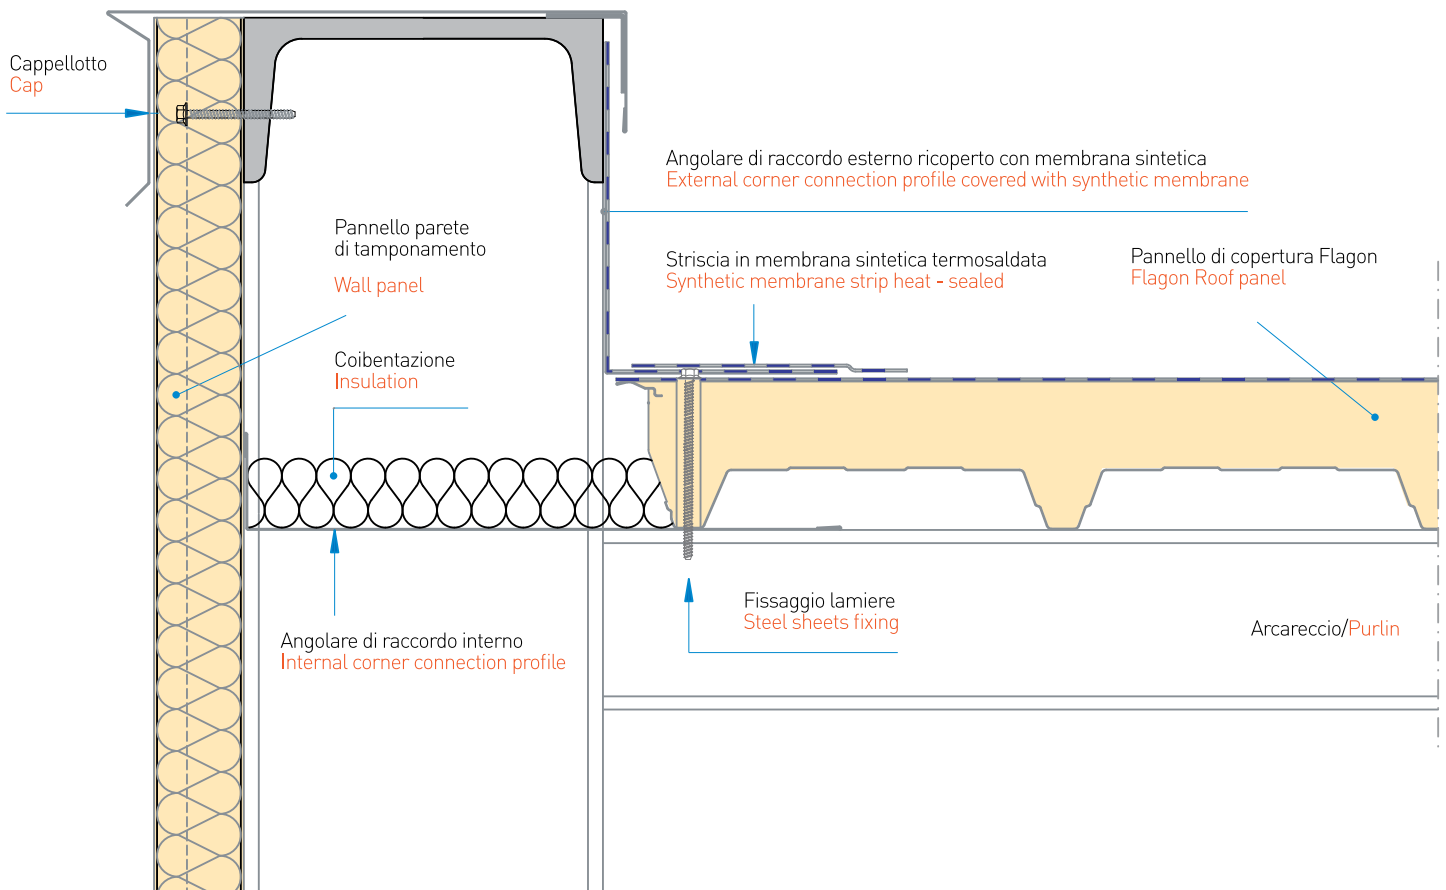 Cappellotto
Cap
Angolare di raccordo esterno ricoperto con membrana sintetica
External corner connection profile covered with synthetic membrane
Pannello parete
di tamponamento
Wall panel
Striscia in membrana sintetica termosaldata
Synthetic membrane strip heat - sealed
Pannello di copertura Flagon
Flagon Roof panel
Coibentazione
Insulation
Fissaggio lamiere
Steel sheets fixing
Arcareccio/Purlin
Angolare di raccordo interno
Internal corner connection profile